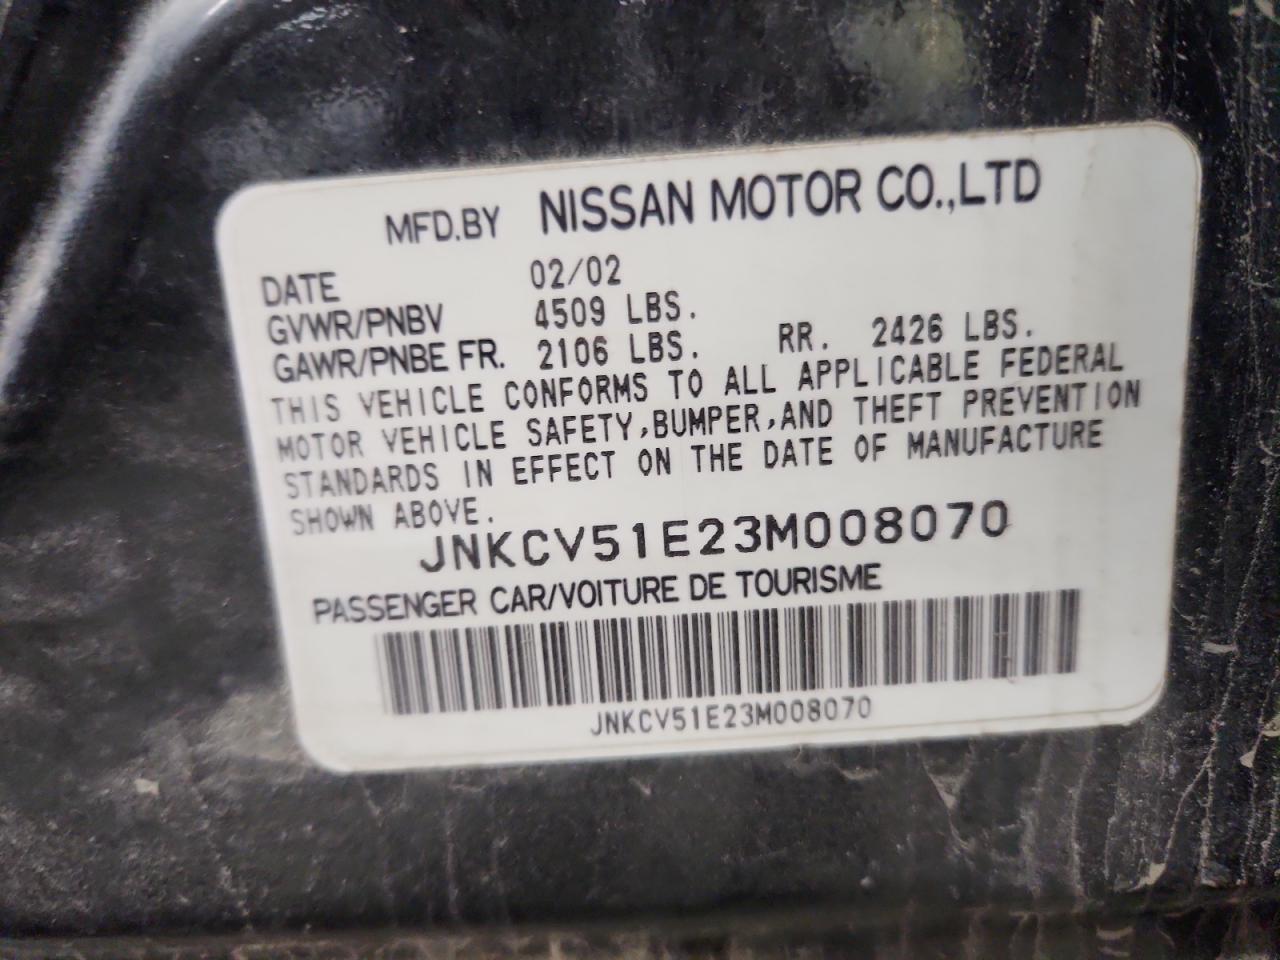 MFD.BY NISSAN MOTOR CO.,LTD
DATE 02/02
GVWR/PNBV 4509 LBS.
GAWR/PNBE FR. 2106 LBS. RR. 2426 LBS.
THIS VEHICLE CONFORMS TO ALL APPLICABLE FEDERAL
MOTOR VEHICLE SAFETY,BUMPER,AND THEFT PREVENTION
STANDARDS IN EFFECT ON THE DATE OF MANUFACTURE
SHOWN ABOVE.
JNKCV51E23M008070
PASSENGER CAR/VOITURE DE TOURISME
JNKCV51E23M008070